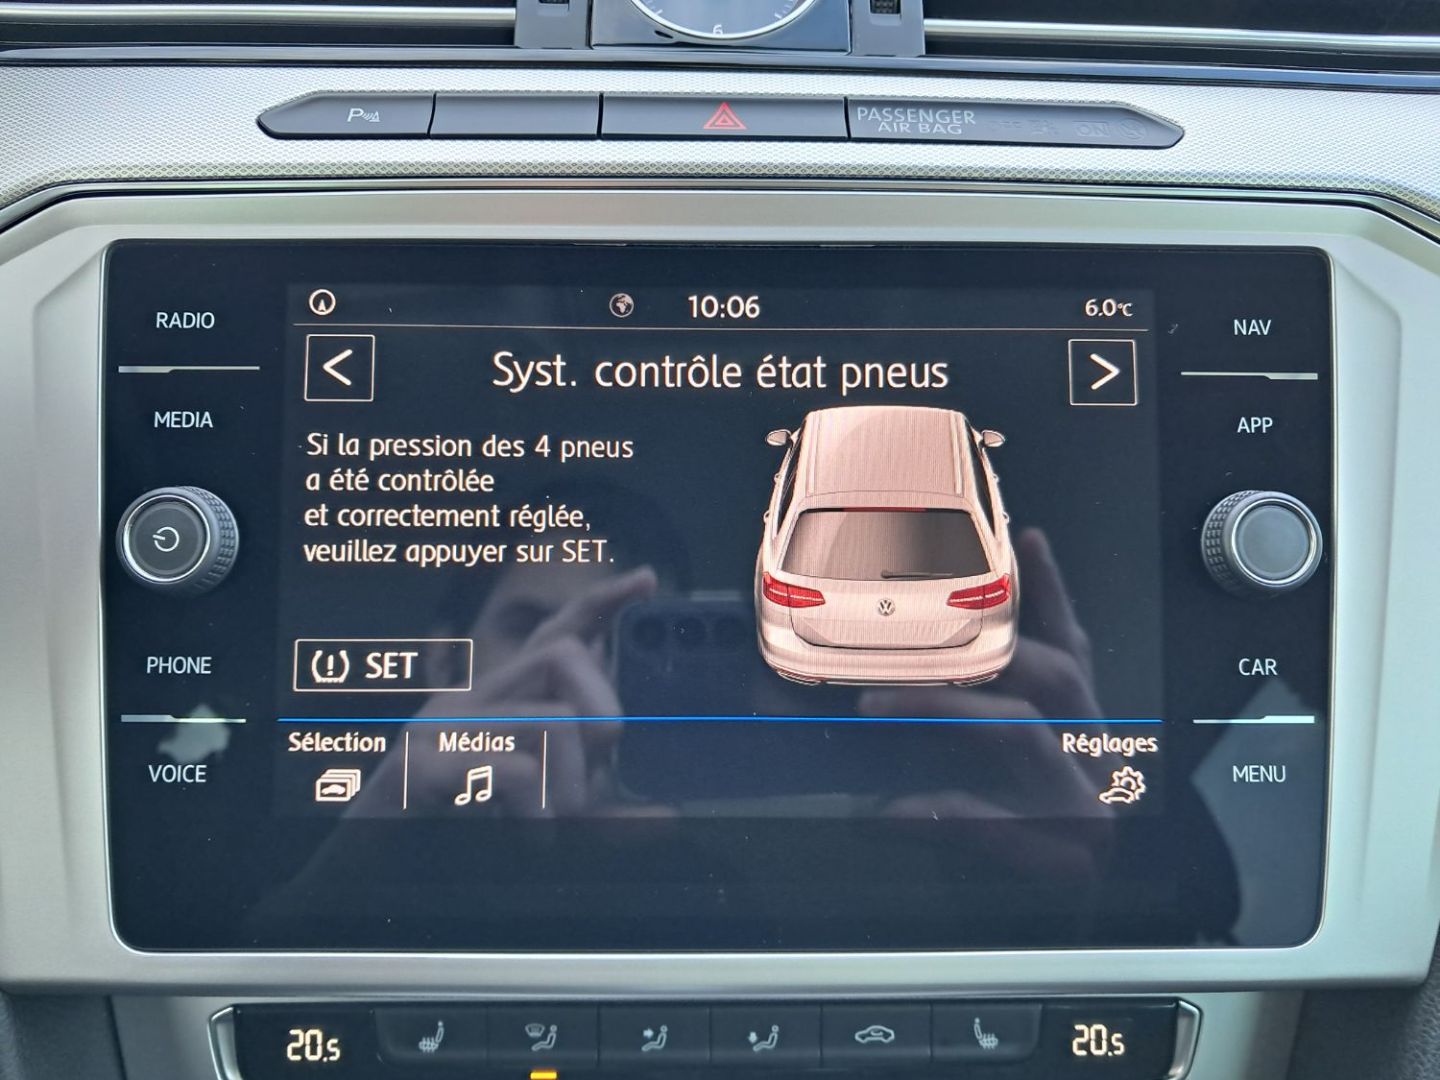 6
P
PASSENGER
AIR BAG
ON
RADIO
MEDIA
PHONE
VOICE
10:06
6.0°C
<
Syst. contrôle état pneus
>
Si la pression des 4 pneus
a été contrôlée
et correctement réglée,
veuillez appuyer sur SET.
SET
Sélection
Médias
Réglages
NAV
APP
CAR
MENU
20.5
20.5